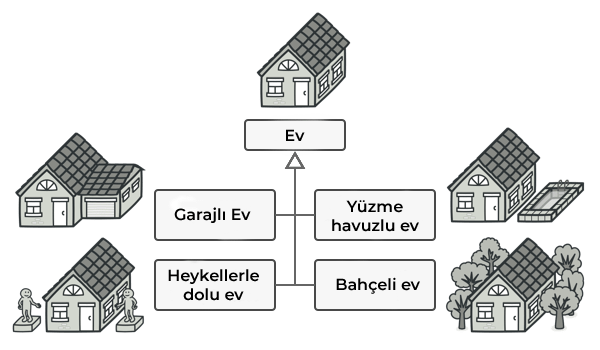 Ev
Garajlı Ev
Yüzme
havuzlu ev
Heykellerle
dolu ev
Bahçeli ev